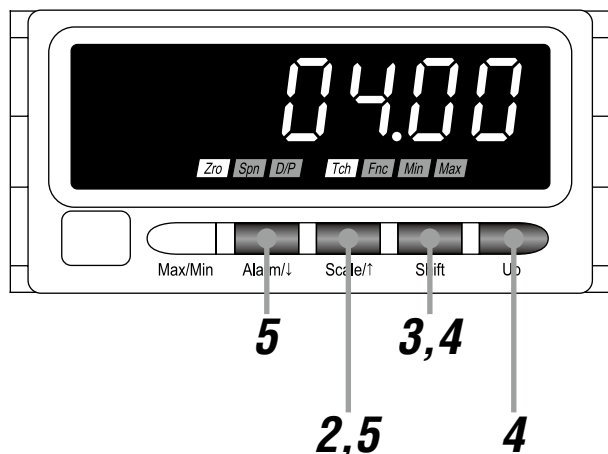 04.00
Zro Spn D/P Tch Fnc Min Max
Max/Min Alarm/↓ Scale/↑ Shift Up
5 3,4
2,5 4